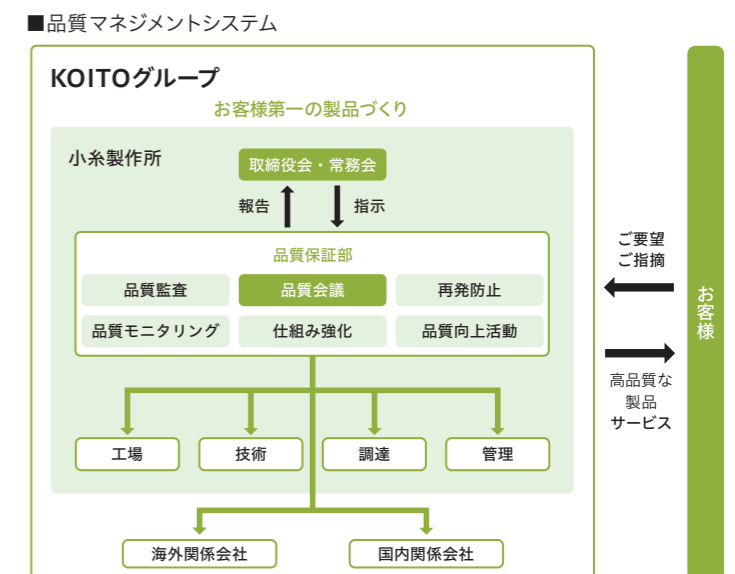 ■品質マネジメントシステム
KOITOグループ
お客様第一の製品づくり
小糸製作所
取締役会・常務会
報告
指示
品質保証部
品質監査
品質会議
再発防止
品質モニタリング
仕組み強化
品質向上活動
工場
技術
調達
管理
海外関係会社
国内関係会社
ご要望
ご指摘
高品質な
製品
サービス
お客様